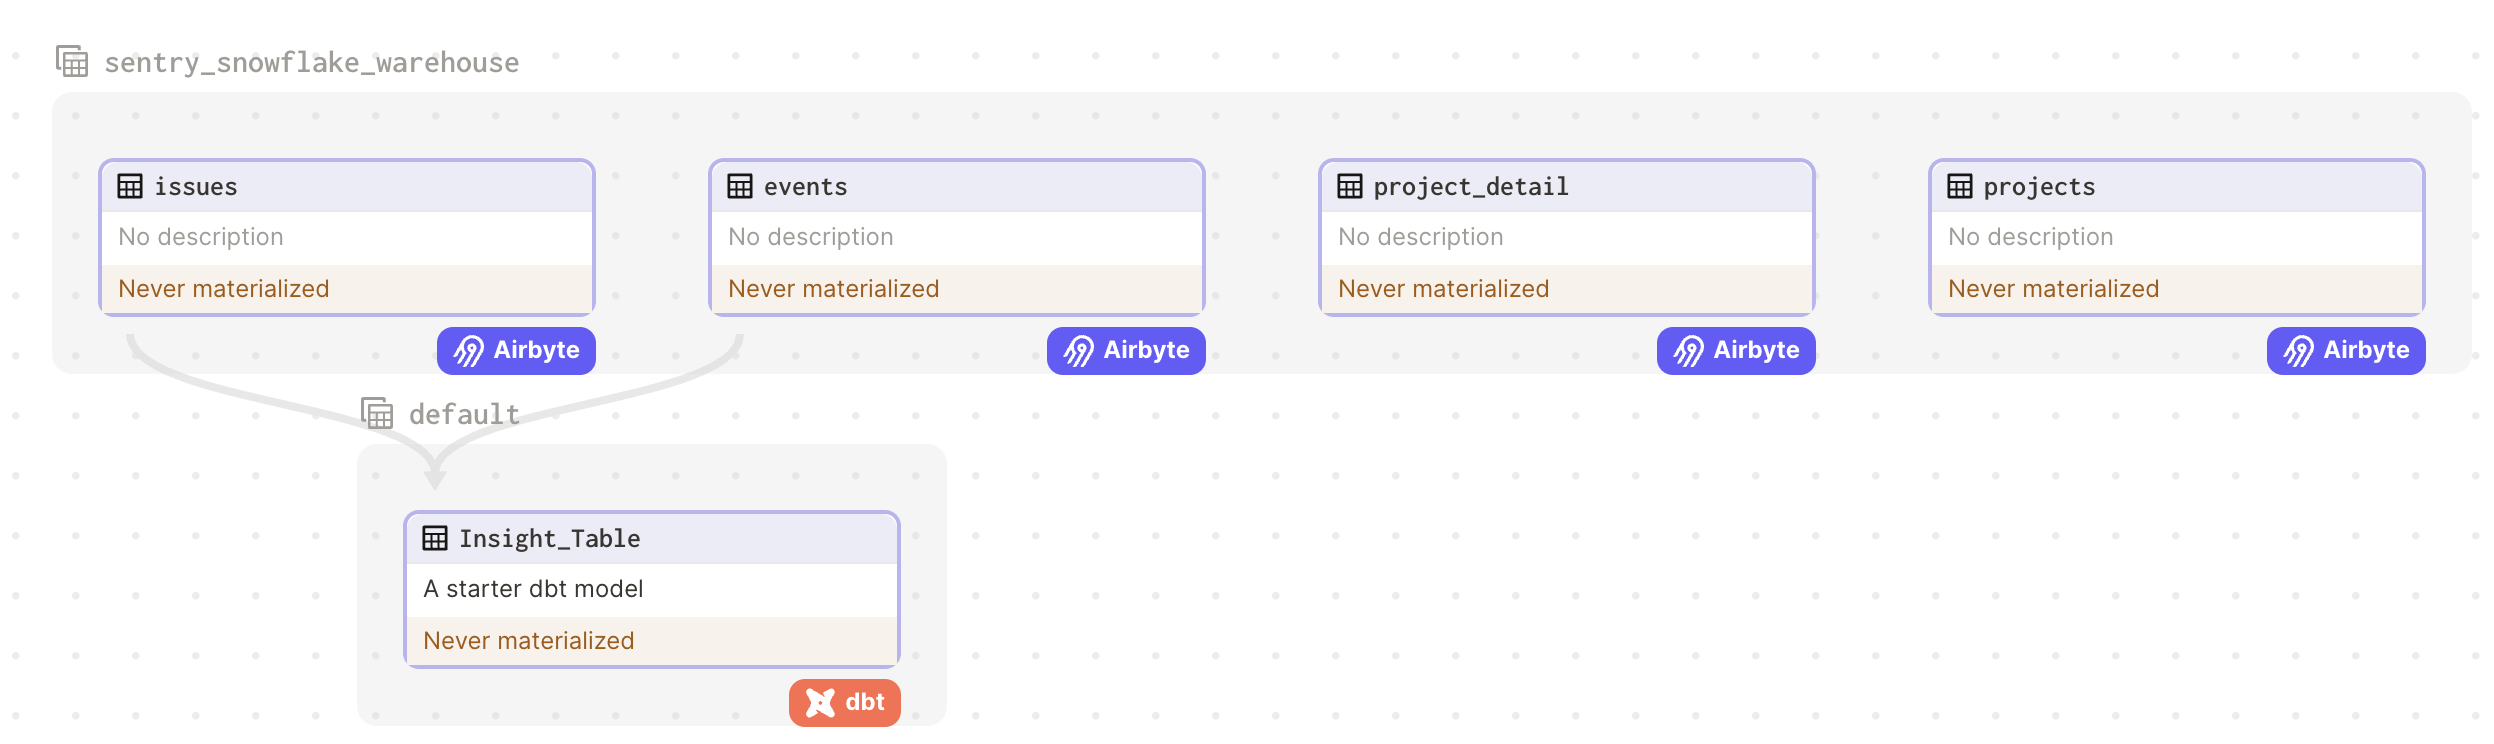 sentry_snowflake_warehouse
issues
No description
Never materialized
Airbyte
events
No description
Never materialized
Airbyte
project_detail
No description
Never materialized
Airbyte
projects
No description
Never materialized
Airbyte
default
Insight_Table
A starter dbt model
Never materialized
dbt